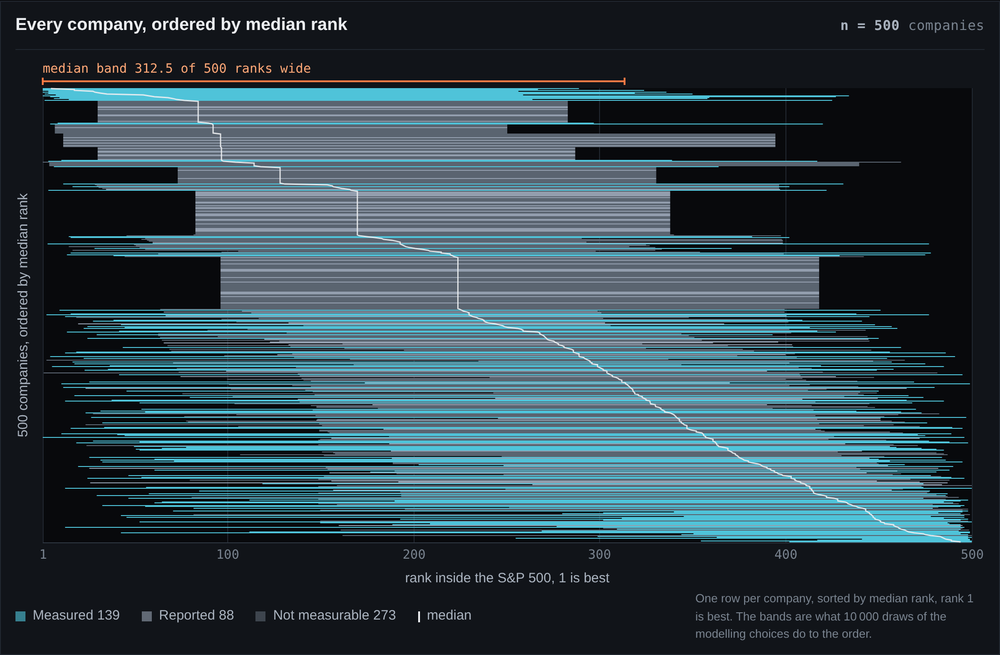 Every company, ordered by median rank
n = 500 companies
median band 312.5 of 500 ranks wide
500 companies, ordered by median rank
1 100 200 300 400 500
rank inside the S&P 500, 1 is best
Measured 139 Reported 88 Not measurable 273 median
One row per company, sorted by median rank, rank 1
is best. The bands are what 10 000 draws of the
modelling choices do to the order.